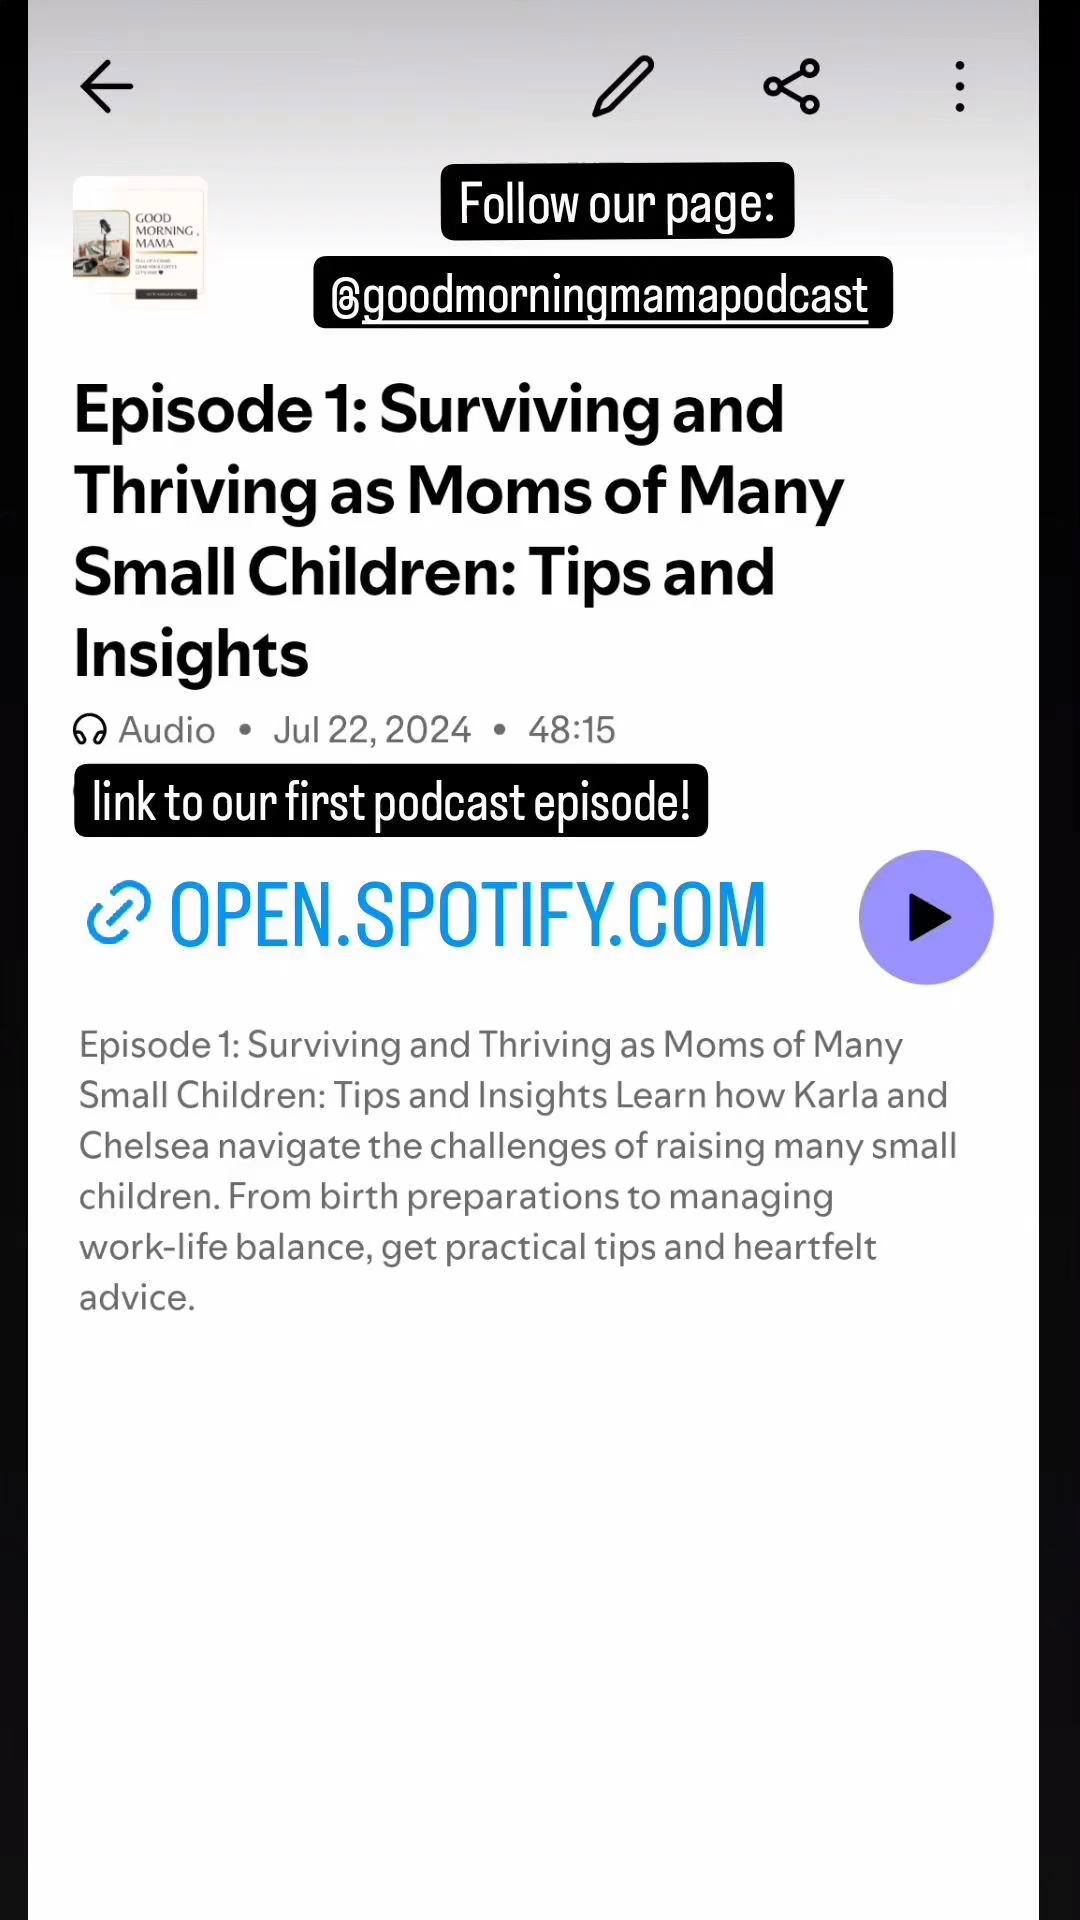 Follow our page:
@goodmorningmamapodcast
GOOD
MORNING,
MAMA
Episode 1: Surviving and
Thriving as Moms of Many
Small Children: Tips and
Insights
Audio • Jul 22, 2024 • 48:15
link to our first podcast episode!
OPEN.SPOTIFY.COM
Episode 1: Surviving and Thriving as Moms of Many
Small Children: Tips and Insights Learn how Karla and
Chelsea navigate the challenges of raising many small
children. From birth preparations to managing
work-life balance, get practical tips and heartfelt
advice.